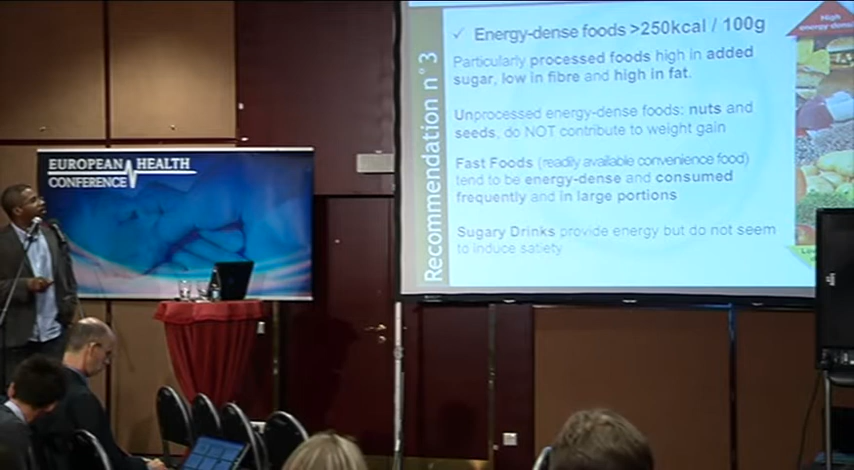 EUROPEAN HEALTH
CONFERENCE
Recommendation n°3
✓ Energy-dense foods >250kcal / 100g
Particularly processed foods high in added
sugar, low in fibre and high in fat.
Unprocessed energy-dense foods: nuts and
seeds, do NOT contribute to weight gain
Fast Foods (readily available convenience food)
tend to be energy-dense and consumed
frequently and in large portions
Sugary Drinks provide energy but do not seem
to induce satiety
High